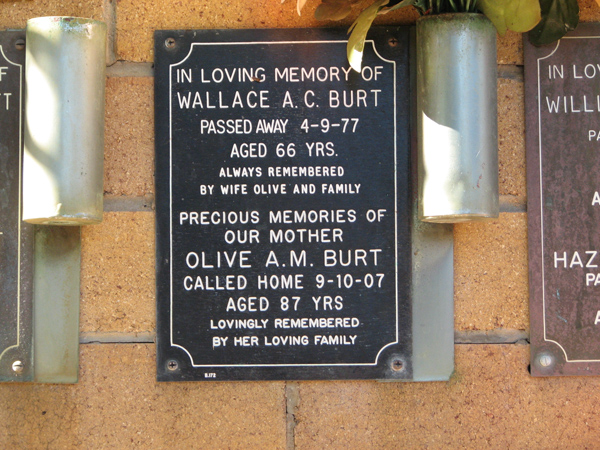 IN LOVING MEMORY OF
WALLACE A.C. BURT
PASSED AWAY 4-9-77
AGED 66 YRS.
ALWAYS REMEMBERED
BY WIFE OLIVE AND FAMILY
PRECIOUS MEMORIES OF
OUR MOTHER
OLIVE A.M. BURT
CALLED HOME 9-10-07
AGED 87 YRS
LOVINGLY REMEMBERED
BY HER LOVING FAMILY
IN LO
WILL
PA
A
HAZ
PA
A